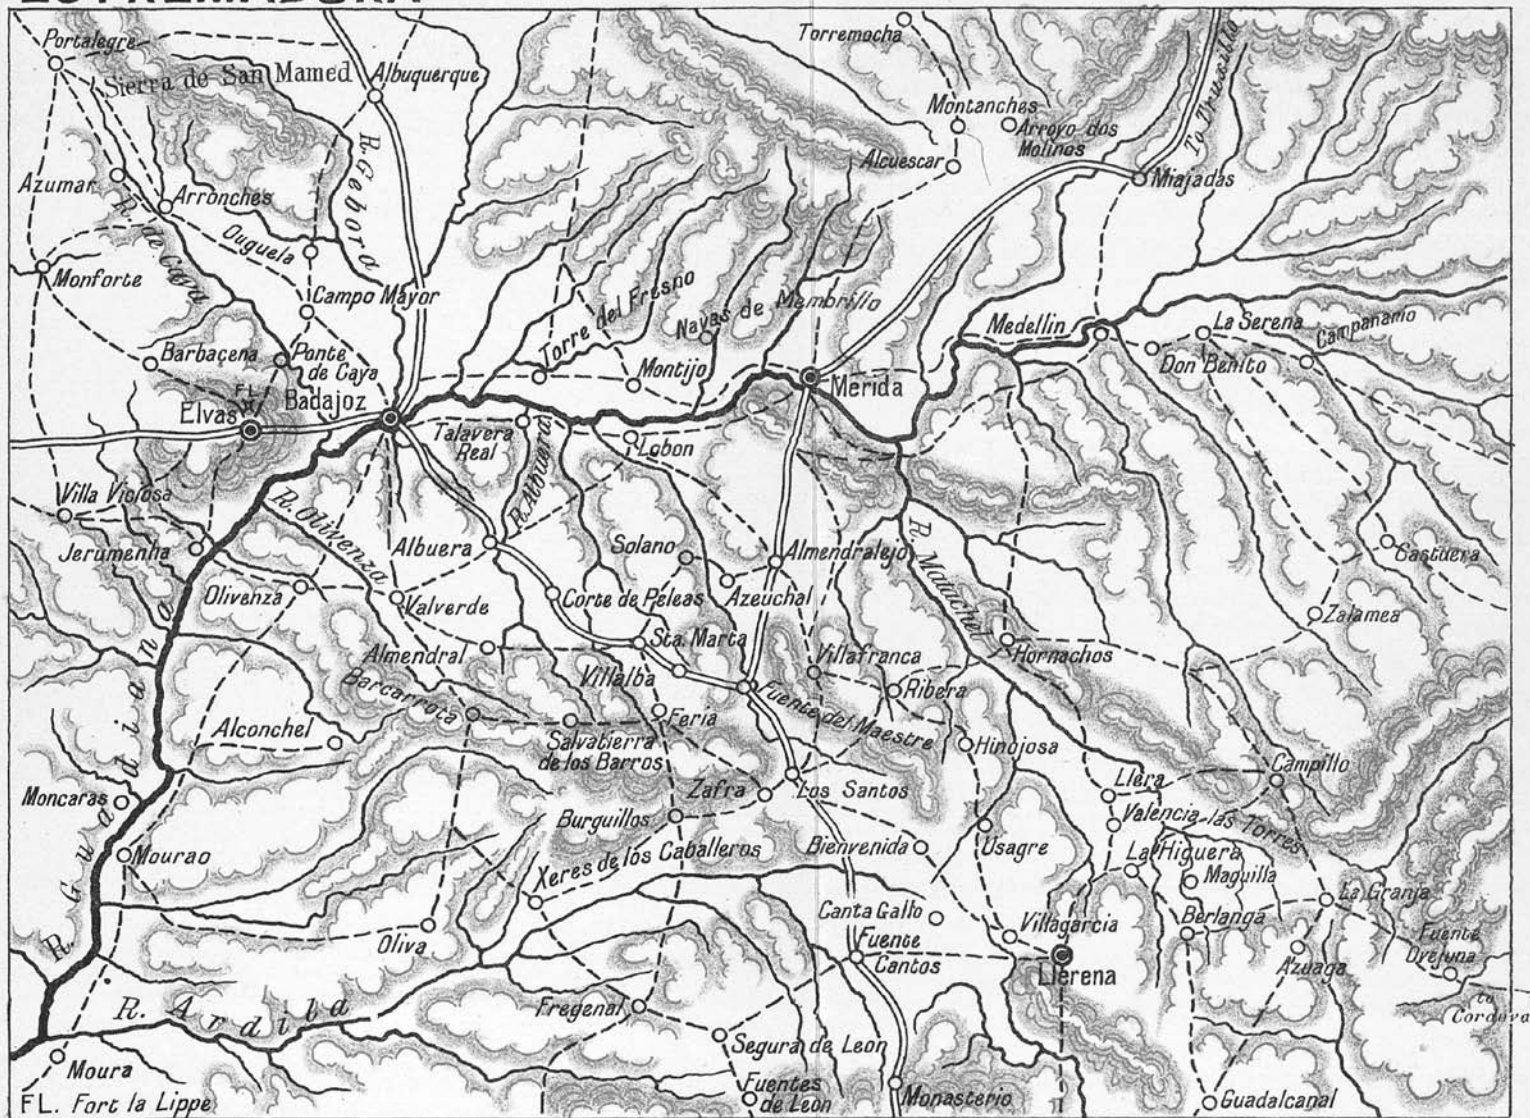 ESTREMADURA
Portalegre
Sierra de San Mamed
Albuquerque
Torremocha
To Truxillo
Montanches
Arroyo dos
Molinos
Alcuescar
Miajadas
R. Gebora
Azumar
Arronches
R. de Caya
Ouguela
Monforte
Campo Mayor
Torre del Fresno
Navas de Membrillo
Medellin
La Serena
Campanario
Don Benito
Barbaçena
Ponte
de Caya
FL
Elvas
Badajoz
Montijo
Merida
Talavera
Real
R. Albuera
Lobon
Villa Viciosa
R. Olivenza
Jerumenha
Albuera
Solano
Almendralejo
R. Matachel
Castuera
Olivenza
Valverde
Corte de Peleas
Azeuchal
Zalamea
Almendral
Sta. Marta
Villafranca
Hornachos
Villalba
Ribera
Barcarrota
Feria
Fuente del Maestre
Alconchel
Salvatierra
de los Barros
Hinojosa
Campillo
Moncaras
Zafra
Los Santos
Llera
Burguillos
Valencia las Torres
Mourao
Xeres de los Caballeros
Bienvenida
Usagre
La Higuera
Maguilla
La Granja
R. Guadiana
Oliva
Canta Gallo
Villagarcia
Berlanga
Fuente
Cantos
Llerena
Azuaga
Fuente
Ovejuna
to
Cordova
R. Ardila
Fregenal
Segura de Leon
Moura
Fuentes
de Leon
Monasterio
Guadalcanal
FL. Fort la Lippe